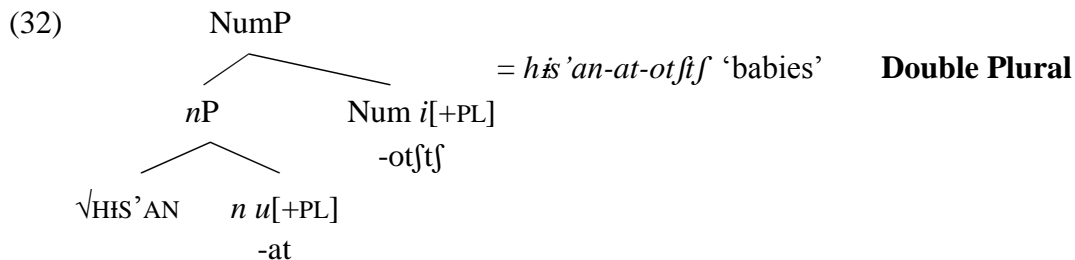 (32) NumP
= hɨs’an-at-otʃtʃ ‘babies’ Double Plural
nP Num i[+PL]
-otʃtʃ
√HɨS’AN n u[+PL]
-at